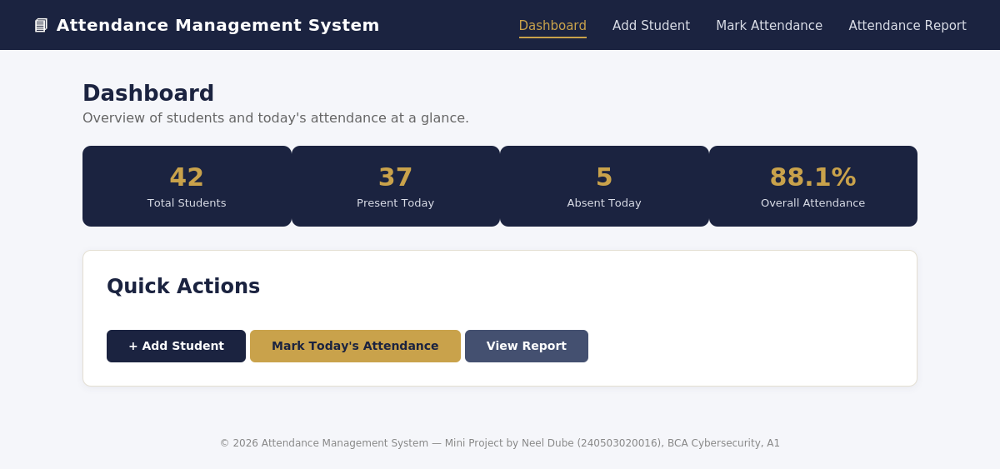 Attendance Management System
Dashboard
Add Student
Mark Attendance
Attendance Report
Dashboard
Overview of students and today's attendance at a glance.
42
Total Students
37
Present Today
5
Absent Today
88.1%
Overall Attendance
Quick Actions
+ Add Student
Mark Today's Attendance
View Report
© 2026 Attendance Management System — Mini Project by Neel Dube (240503020016), BCA Cybersecurity, A1